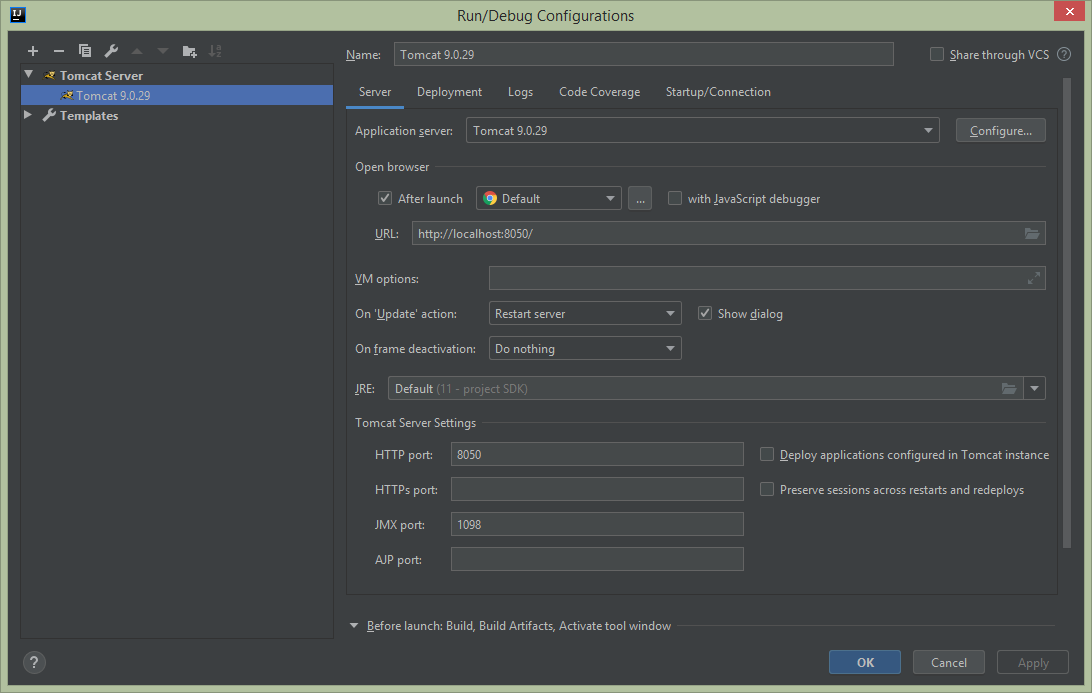 Run/Debug Configurations
Name: Tomcat 9.0.29 Share through VCS ?
Tomcat Server
Tomcat 9.0.29
Templates
Server Deployment Logs Code Coverage Startup/Connection
Application server: Tomcat 9.0.29 Configure...
Open browser
After launch Default ... with JavaScript debugger
URL: http://localhost:8050/
VM options:
On 'Update' action: Restart server Show dialog
On frame deactivation: Do nothing
JRE: Default (11 - project SDK)
Tomcat Server Settings
HTTP port: 8050 Deploy applications configured in Tomcat instance
HTTPs port: Preserve sessions across restarts and redeploys
JMX port: 1098
AJP port:
Before launch: Build, Build Artifacts, Activate tool window
? OK Cancel Apply